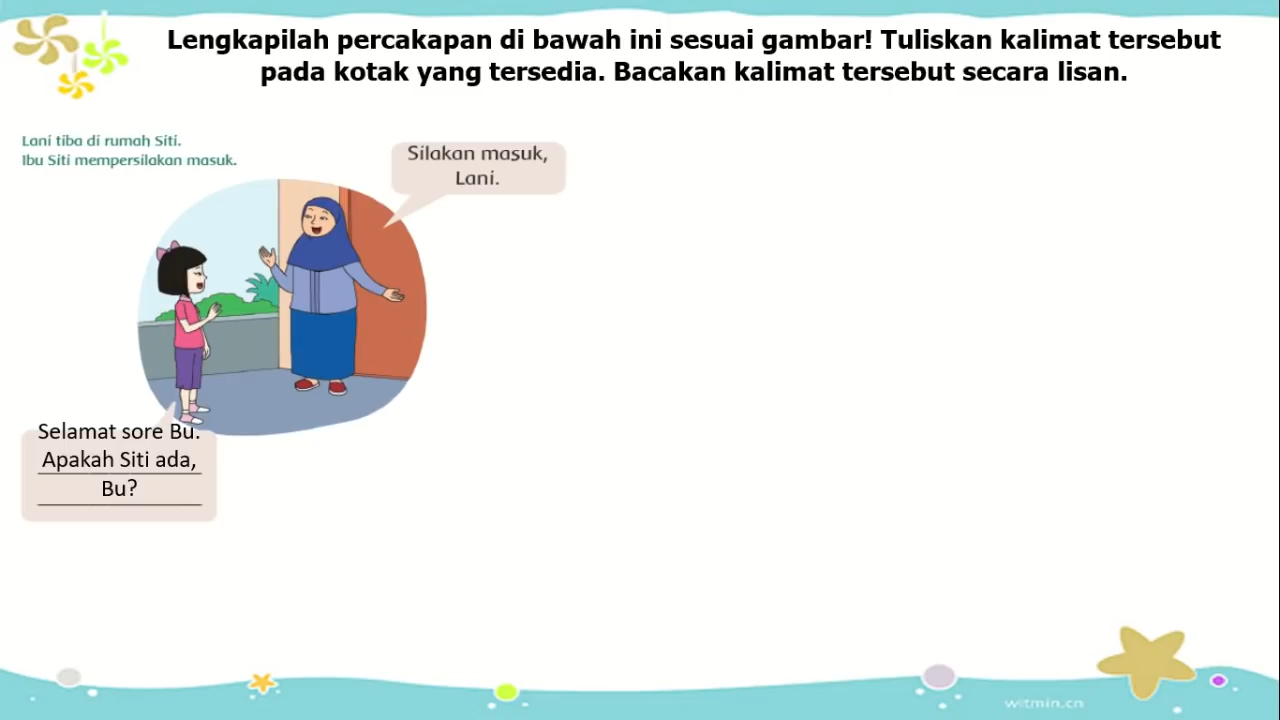 Lengkapilah percakapan di bawah ini sesuai gambar! Tuliskan kalimat tersebut
pada kotak yang tersedia. Bacakan kalimat tersebut secara lisan.
Lani tiba di rumah Siti.
Ibu Siti mempersilakan masuk.
Silakan masuk,
Lani.
Selamat sore Bu.
Apakah Siti ada,
Bu?
witmin.cn